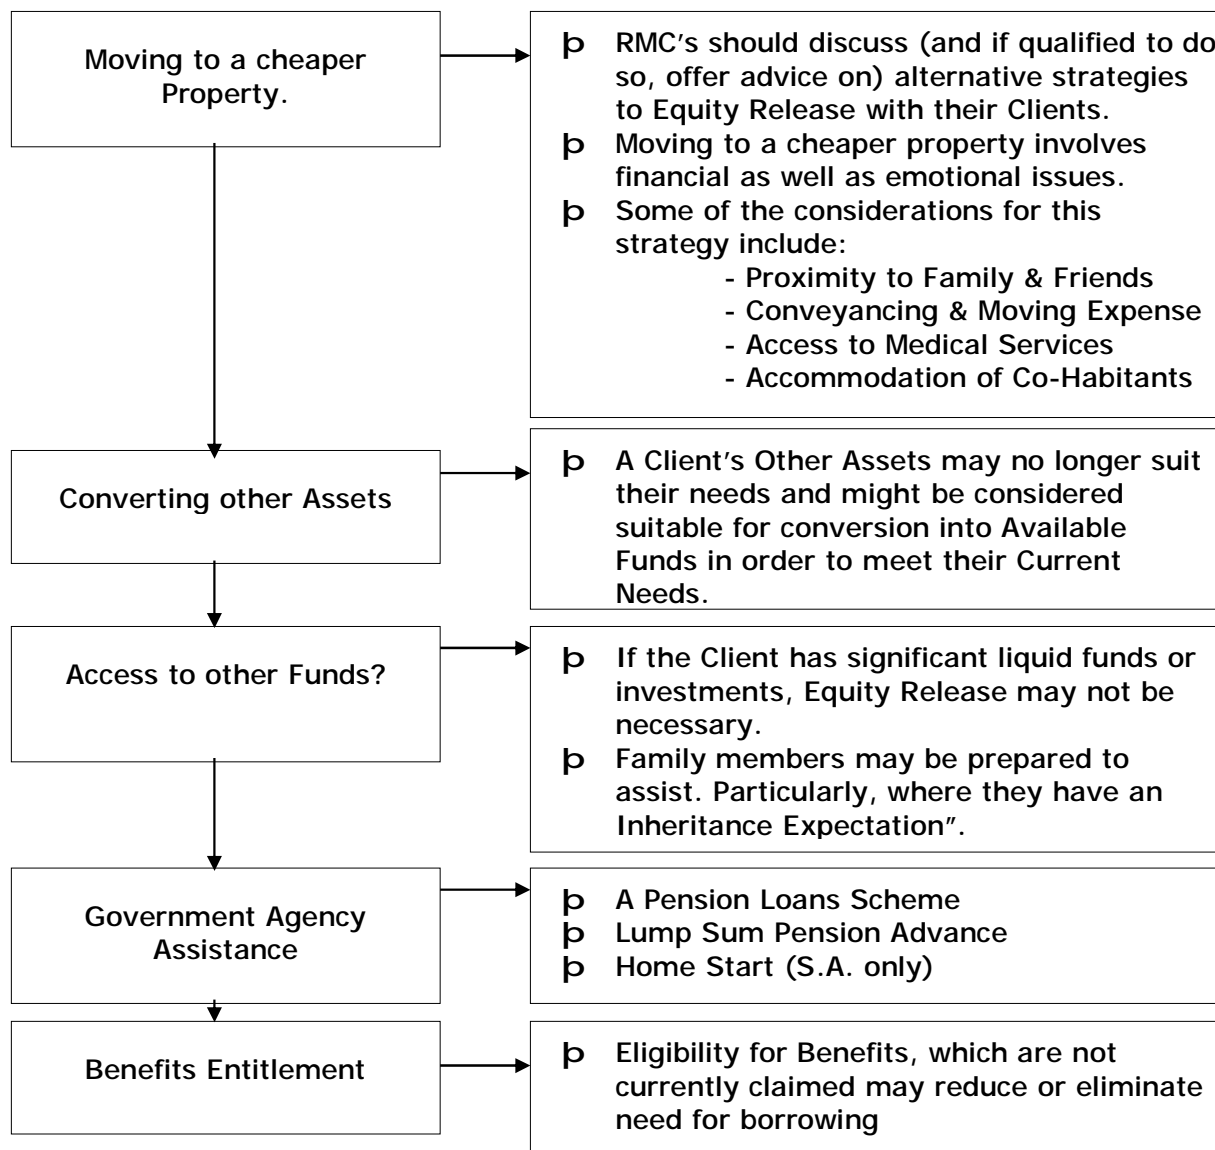 Moving to a cheaper
Property.
þ RMC's should discuss (and if qualified to do
so, offer advice on) alternative strategies
to Equity Release with their Clients.
þ Moving to a cheaper property involves
financial as well as emotional issues.
þ Some of the considerations for this
strategy include:
- Proximity to Family & Friends
- Conveyancing & Moving Expense
- Access to Medical Services
- Accommodation of Co-Habitants
Converting other Assets
þ A Client's Other Assets may no longer suit
their needs and might be considered
suitable for conversion into Available
Funds in order to meet their Current
Needs.
Access to other Funds?
þ If the Client has significant liquid funds or
investments, Equity Release may not be
necessary.
þ Family members may be prepared to
assist. Particularly, where they have an
Inheritance Expectation”.
Government Agency
Assistance
þ A Pension Loans Scheme
þ Lump Sum Pension Advance
þ Home Start (S.A. only)
Benefits Entitlement
þ Eligibility for Benefits, which are not
currently claimed may reduce or eliminate
need for borrowing